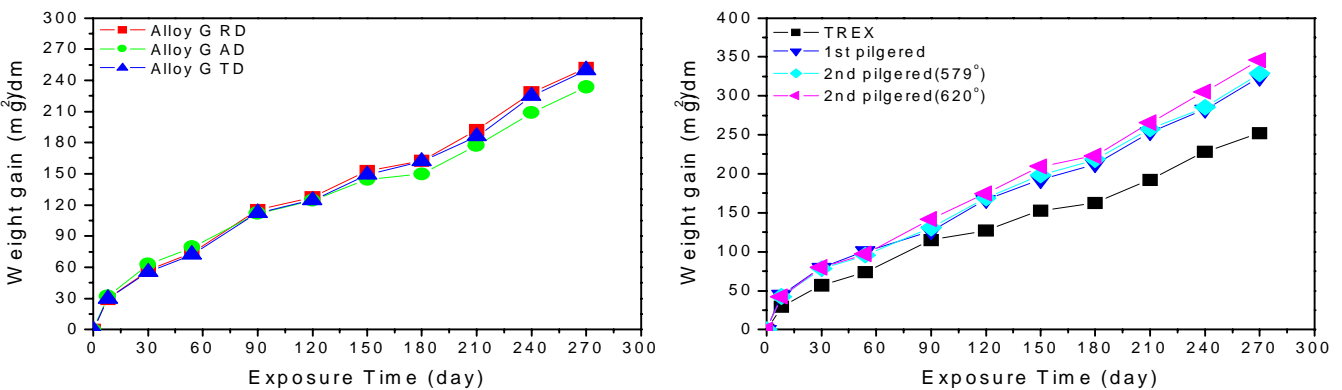 Alloy G RD
Alloy G AD
Alloy G TD
Weight gain (mg/dm²)
300
270
240
210
180
150
120
90
60
30
0
0 30 60 90 120 150 180 210 240 270 300
Exposure Time (day)
TREX
1st pilgered
2nd pilgered(579°)
2nd pilgered(620°)
Weight gain (mg/dm²)
400
350
300
250
200
150
100
50
0
0 30 60 90 120 150 180 210 240 270 300
Exposure Time (day)